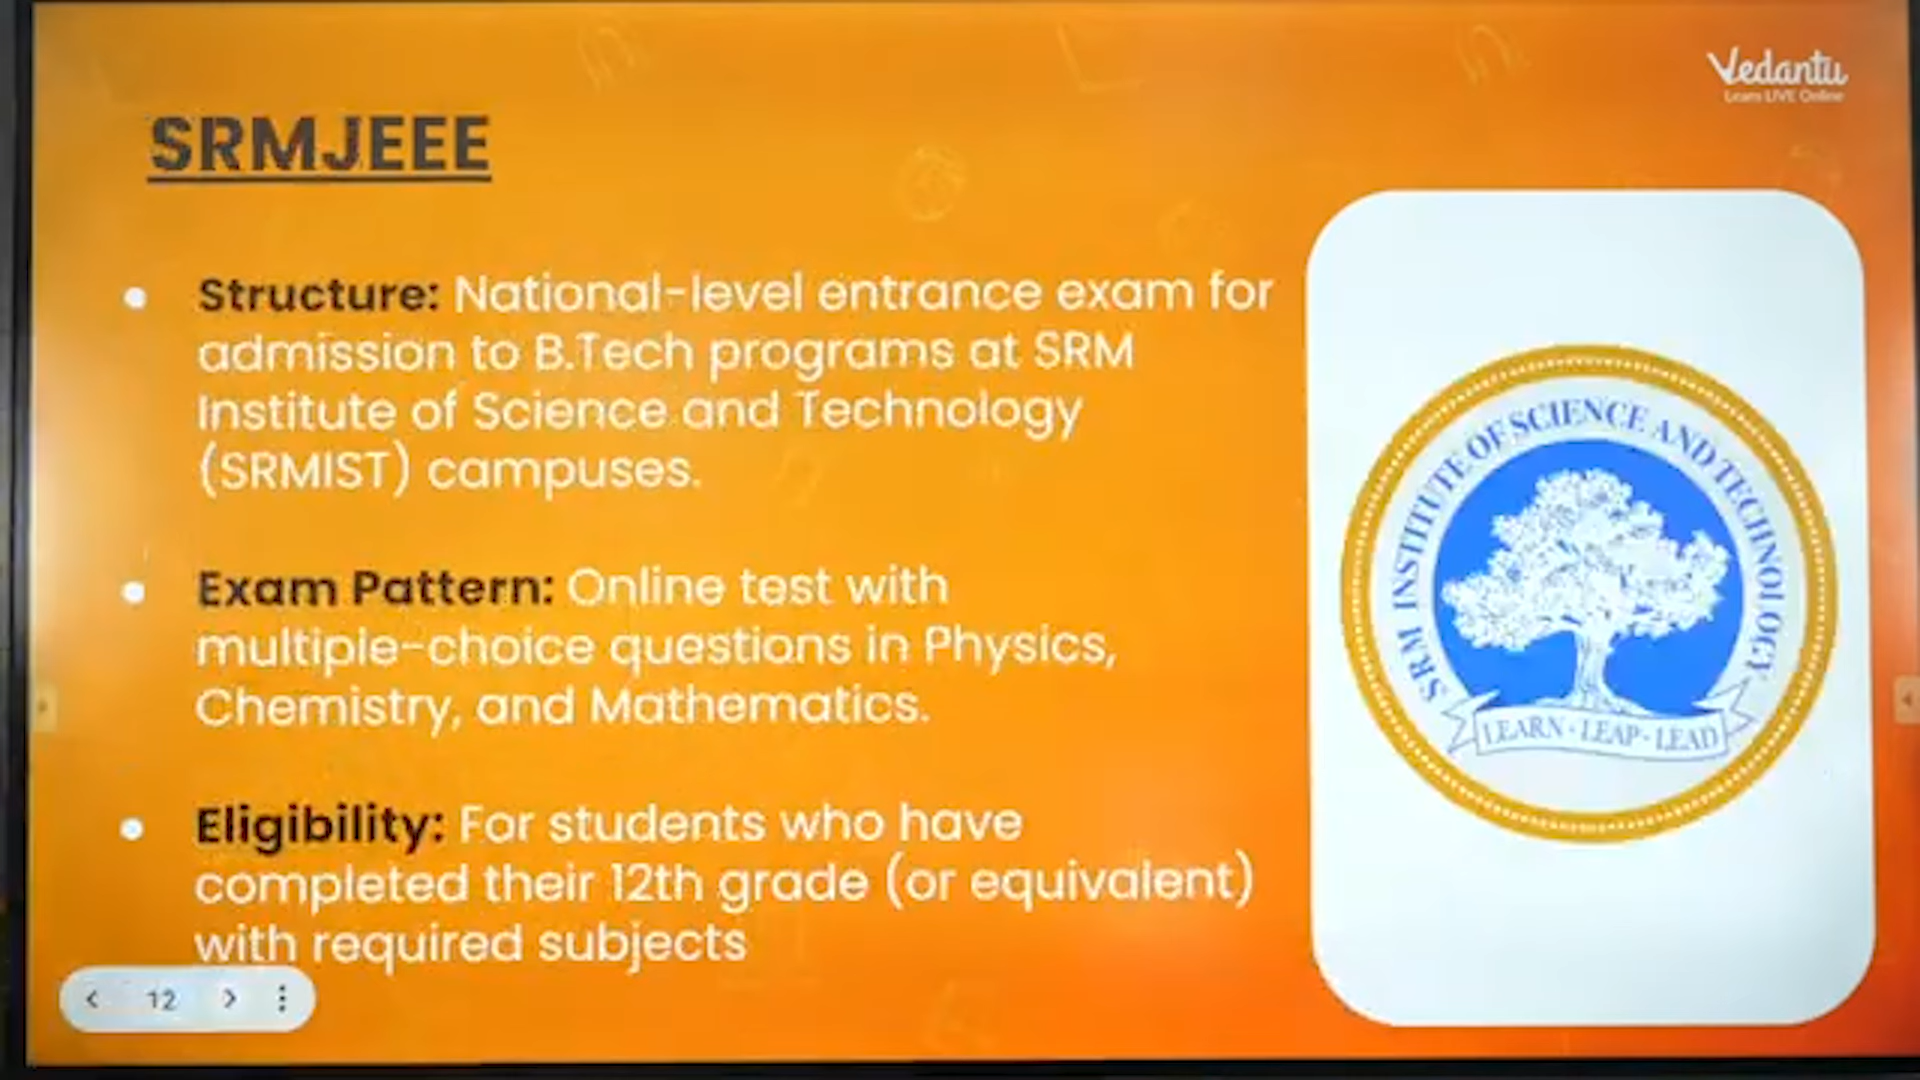 Vedantu
Learn LIVE Online
SRMJEEE
Structure: National-level entrance exam for
admission to B.Tech programs at SRM
Institute of Science and Technology
(SRMIST) campuses.
Exam Pattern: Online test with
multiple-choice questions in Physics,
Chemistry, and Mathematics.
Eligibility: For students who have
completed their 12th grade (or equivalent)
with required subjects
SRM INSTITUTE OF SCIENCE AND TECHNOLOGY
LEARN - LEAP - LEAD
12